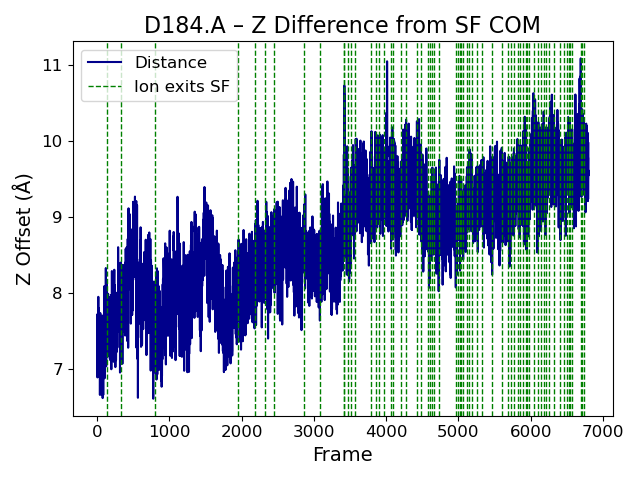 D184.A – Z Difference from SF COM
Distance
Ion exits SF
Z Offset (Å)
11
10
9
8
7
0
1000
2000
3000
4000
5000
6000
7000
Frame